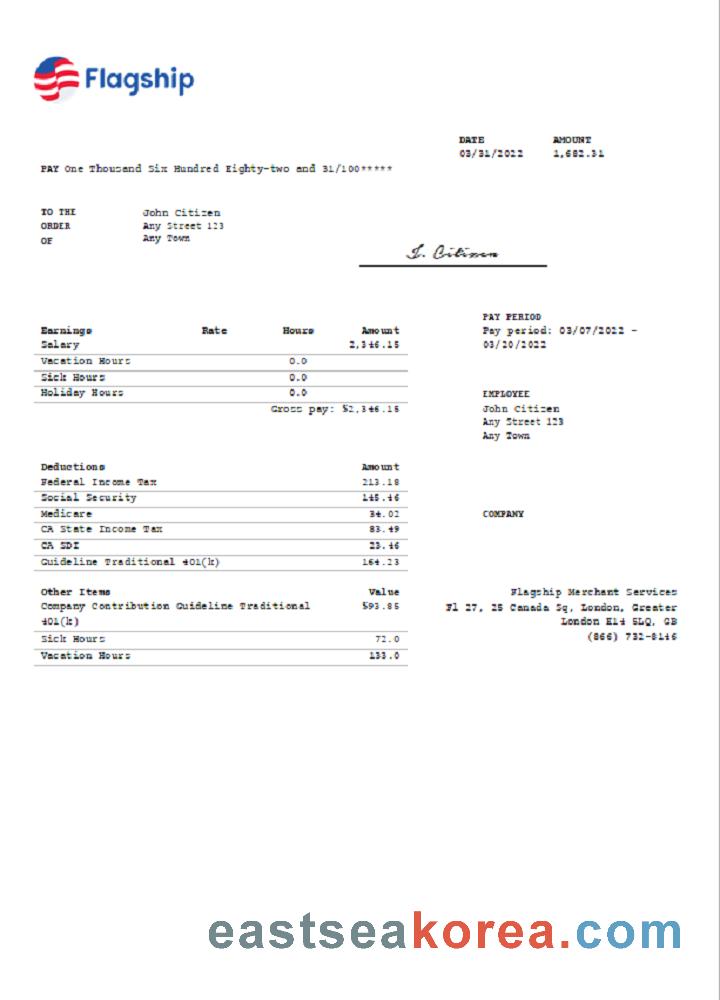 Flagship
DATE AMOUNT
03/31/2022 1,682.31
PAY One Thousand Six Hundred Eighty-two and 31/100*****
TO THE ORDER OF
John Citizen
Any Street 123
Any Town
J. Citizen
Earnings Rate Hours Amount
Salary 2,346.15
Vacation Hours 0.0
Sick Hours 0.0
Holiday Hours 0.0
Gross pay: $2,346.15
PAY PERIOD
Pay period: 03/07/2022 –
03/20/2022
EMPLOYEE
John Citizen
Any Street 123
Any Town
Deductions Amount
Federal Income Tax 213.18
Social Security 145.46
Medicare 34.02
CA State Income Tax 83.49
CA SDI 23.46
Guideline Traditional 401(k) 164.23
COMPANY
Other Items Value
Company Contribution Guideline Traditional 401(k) $93.85
Sick Hours 72.0
Vacation Hours 133.0
Flagship Merchant Services
Fl 27, 25 Canada Sq, London, Greater
London E14 5LQ, GB
(866) 732-8146
eastseakorea.com